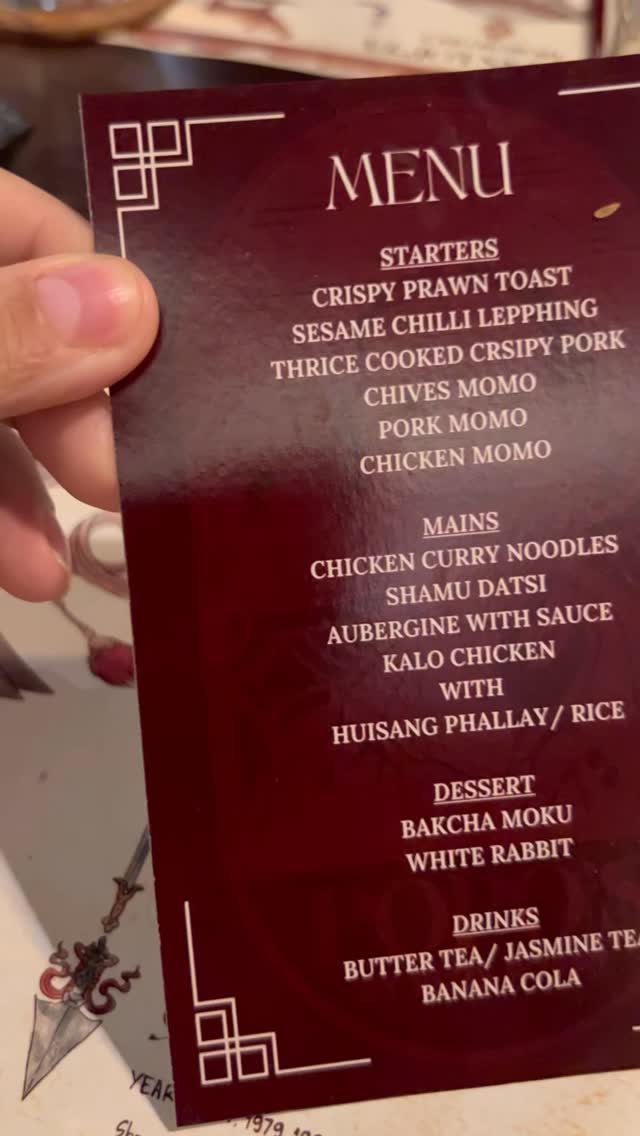 MENU
STARTERS
CRISPY PRAWN TOAST
SESAME CHILLI LEPPHING
THRICE COOKED CRSIPY PORK
CHIVES MOMO
PORK MOMO
CHICKEN MOMO
MAINS
CHICKEN CURRY NOODLES
SHAMU DATSI
AUBERGINE WITH SAUCE
KALO CHICKEN
WITH
HUISANG PHALLAY/ RICE
DESSERT
BAKCHA MOKU
WHITE RABBIT
DRINKS
BUTTER TEA/ JASMINE TEA
BANANA COLA
YEAR
1979